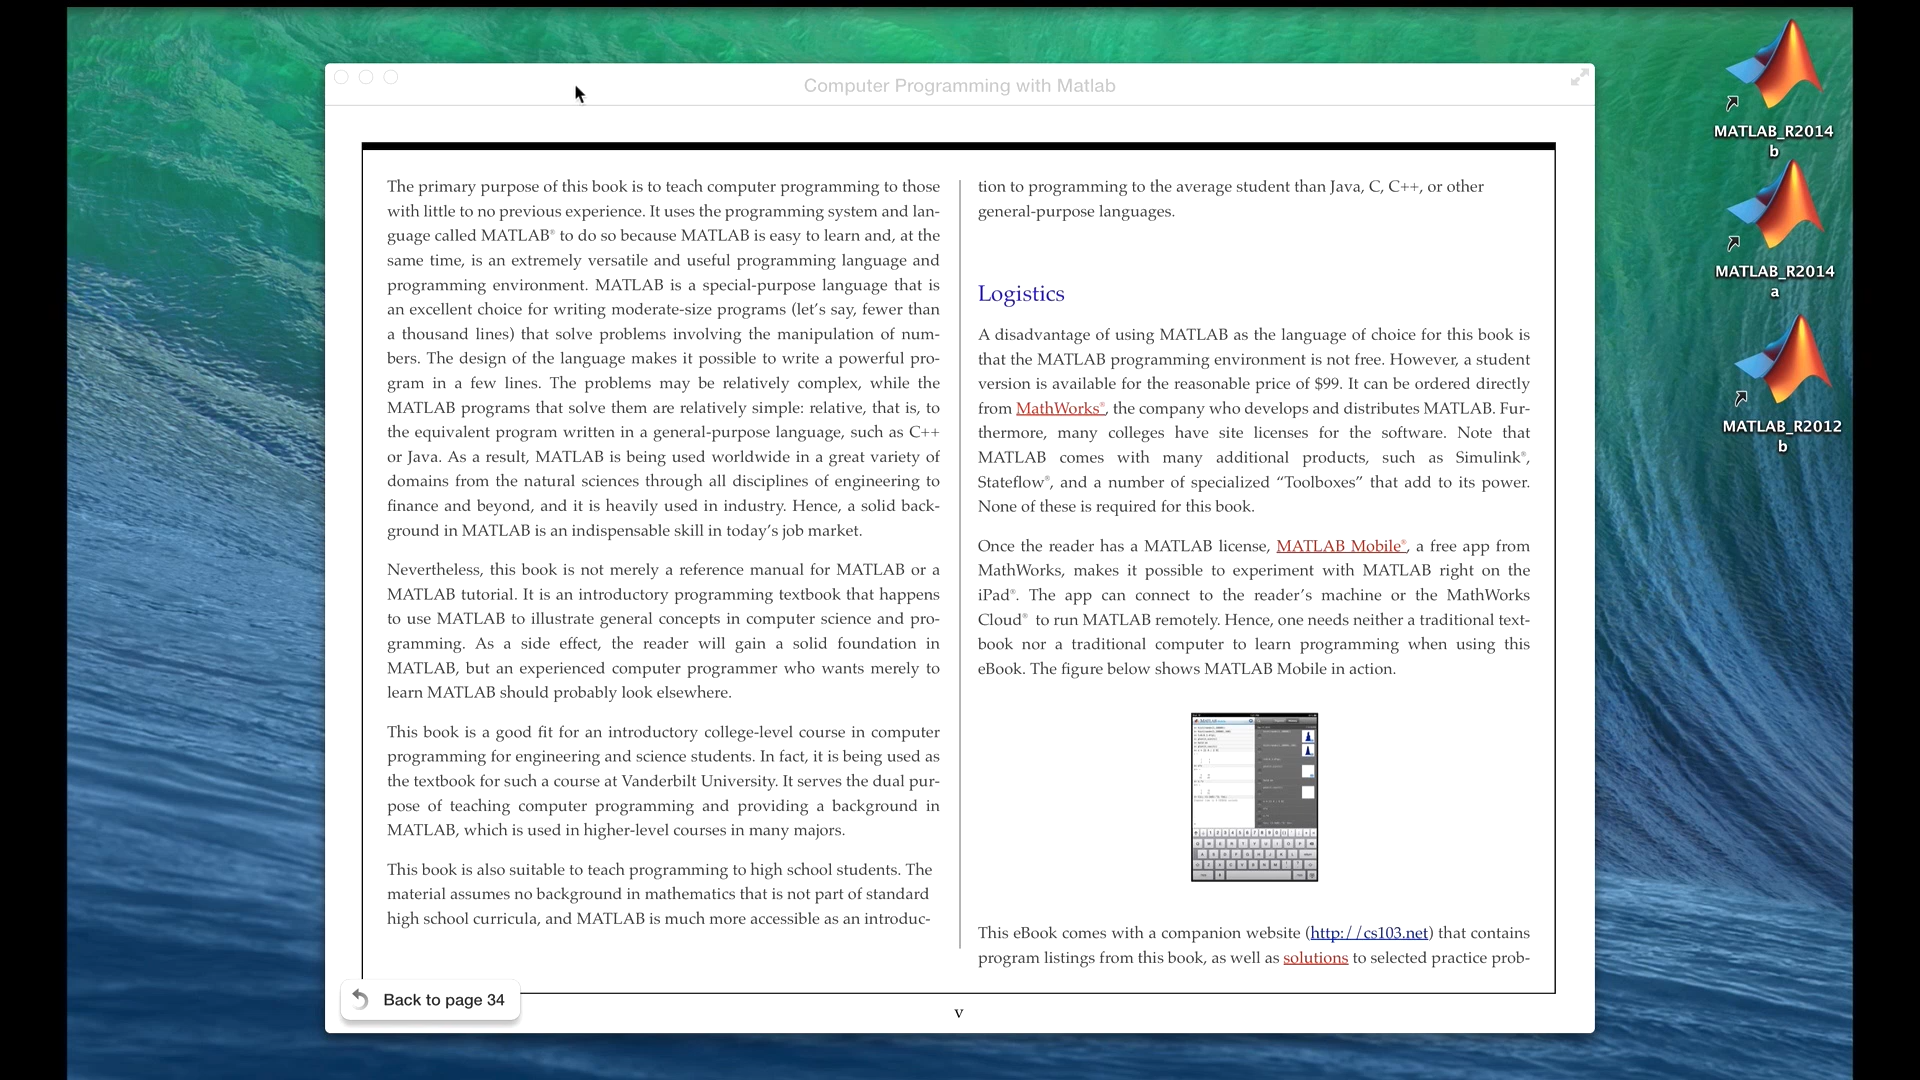 Computer Programming with Matlab
The primary purpose of this book is to teach computer programming to those
with little to no previous experience. It uses the programming system and lan-
guage called MATLAB® to do so because MATLAB is easy to learn and, at the
same time, is an extremely versatile and useful programming language and
programming environment. MATLAB is a special-purpose language that is
an excellent choice for writing moderate-size programs (let’s say, fewer than
a thousand lines) that solve problems involving the manipulation of num-
bers. The design of the language makes it possible to write a powerful pro-
gram in a few lines. The problems may be relatively complex, while the
MATLAB programs that solve them are relatively simple: relative, that is, to
the equivalent program written in a general-purpose language, such as C++
or Java. As a result, MATLAB is being used worldwide in a great variety of
domains from the natural sciences through all disciplines of engineering to
finance and beyond, and it is heavily used in industry. Hence, a solid back-
ground in MATLAB is an indispensable skill in today’s job market.
Nevertheless, this book is not merely a reference manual for MATLAB or a
MATLAB tutorial. It is an introductory programming textbook that happens
to use MATLAB to illustrate general concepts in computer science and pro-
gramming. As a side effect, the reader will gain a solid foundation in
MATLAB, but an experienced computer programmer who wants merely to
learn MATLAB should probably look elsewhere.
This book is a good fit for an introductory college-level course in computer
programming for engineering and science students. In fact, it is being used as
the textbook for such a course at Vanderbilt University. It serves the dual pur-
pose of teaching computer programming and providing a background in
MATLAB, which is used in higher-level courses in many majors.
This book is also suitable to teach programming to high school students. The
material assumes no background in mathematics that is not part of standard
high school curricula, and MATLAB is much more accessible as an introduc-
tion to programming to the average student than Java, C, C++, or other
general-purpose languages.
Logistics
A disadvantage of using MATLAB as the language of choice for this book is
that the MATLAB programming environment is not free. However, a student
version is available for the reasonable price of $99. It can be ordered directly
from MathWorks®, the company who develops and distributes MATLAB. Fur-
thermore, many colleges have site licenses for the software. Note that
MATLAB comes with many additional products, such as Simulink®,
Stateflow®, and a number of specialized “Toolboxes” that add to its power.
None of these is required for this book.
Once the reader has a MATLAB license, MATLAB Mobile®, a free app from
MathWorks, makes it possible to experiment with MATLAB right on the
iPad®. The app can connect to the reader’s machine or the MathWorks
Cloud® to run MATLAB remotely. Hence, one needs neither a traditional text-
book nor a traditional computer to learn programming when using this
eBook. The figure below shows MATLAB Mobile in action.
This eBook comes with a companion website (http://cs103.net) that contains
program listings from this book, as well as solutions to selected practice prob-
Back to page 34
v
MATLAB_R2014
b
MATLAB_R2014
a
MATLAB_R2012
b